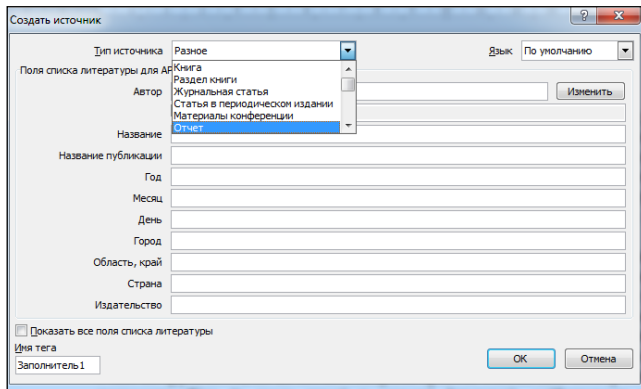 Создать источник
Тип источника Разное Язык По умолчанию
Поля списка литературы для AP
Книга
Раздел книги
Журнальная статья
Статья в периодическом издании
Материалы конференции
Отчет
Автор Изменить
Название
Название публикации
Год
Месяц
День
Город
Область, край
Страна
Издательство
Показать все поля списка литературы
Имя тега
Заполнитель1 ОК Отмена